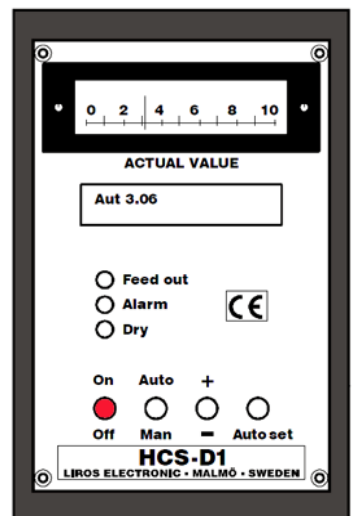 0 2 4 6 8 10
ACTUAL VALUE
Aut 3.06
Feed out
Alarm
Dry
CE
On Auto +
Off Man - Auto set
HCS-D1
LIROS ELECTRONIC • MALMÖ • SWEDEN